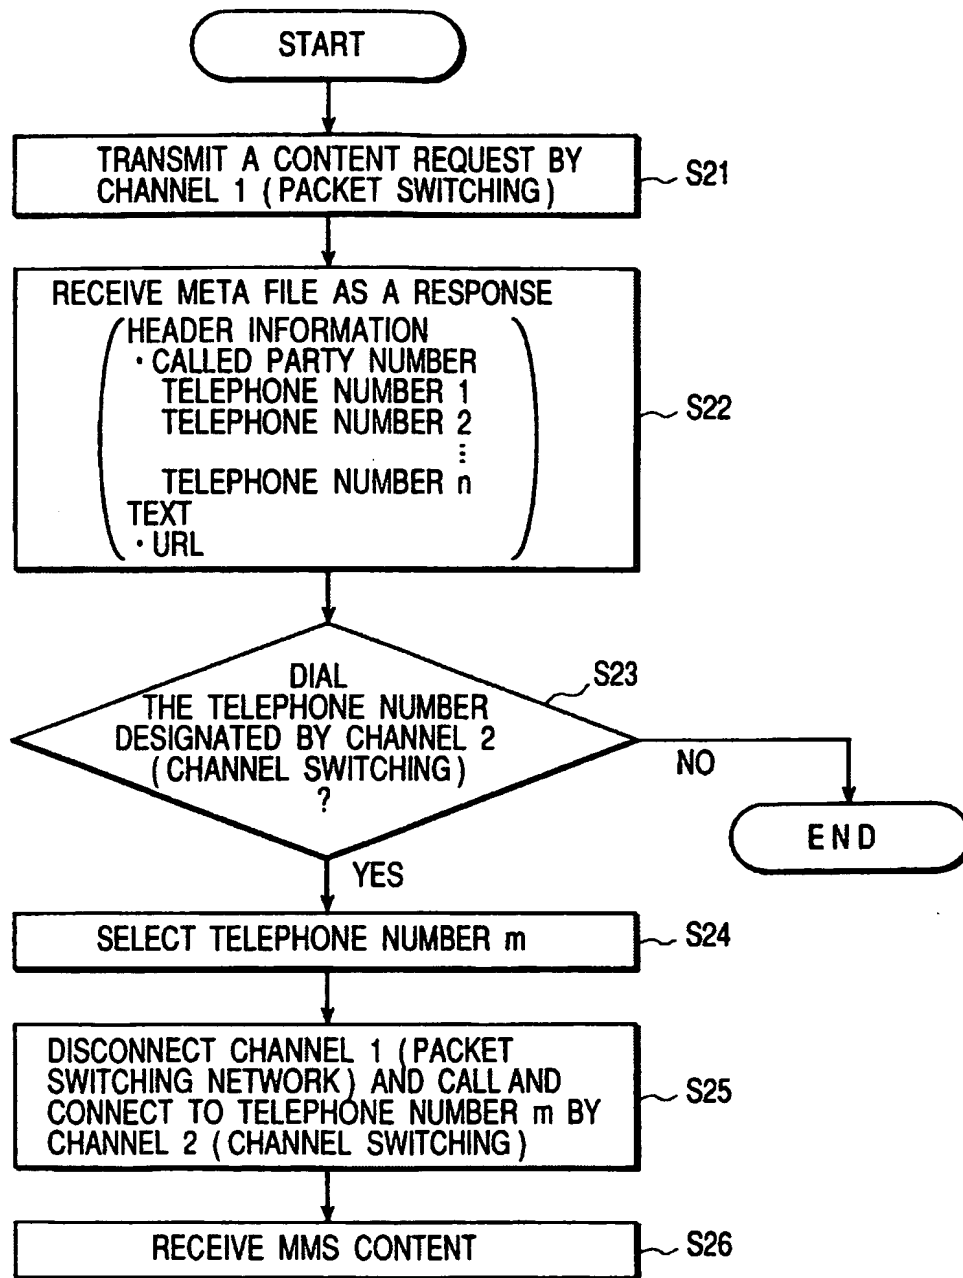 START
TRANSMIT A CONTENT REQUEST BY
CHANNEL 1 (PACKET SWITCHING)
S21
RECEIVE META FILE AS A RESPONSE
HEADER INFORMATION
・CALLED PARTY NUMBER
TELEPHONE NUMBER 1
TELEPHONE NUMBER 2
⋮
TELEPHONE NUMBER n
TEXT
・URL
S22
DIAL
THE TELEPHONE NUMBER
DESIGNATED BY CHANNEL 2
(CHANNEL SWITCHING)
?
S23
NO
END
YES
SELECT TELEPHONE NUMBER m
S24
DISCONNECT CHANNEL 1 (PACKET
SWITCHING NETWORK) AND CALL AND
CONNECT TO TELEPHONE NUMBER m BY
CHANNEL 2 (CHANNEL SWITCHING)
S25
RECEIVE MMS CONTENT
S26